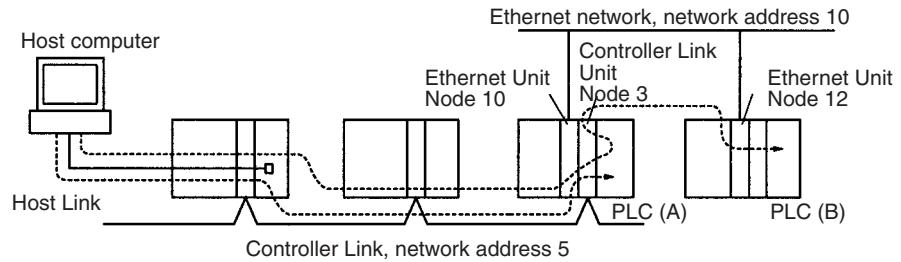 Ethernet network, network address 10
Host computer
Controller Link
Unit
Node 3
Ethernet Unit
Node 10
Ethernet Unit
Node 12
Host Link
PLC (A)
PLC (B)
Controller Link, network address 5